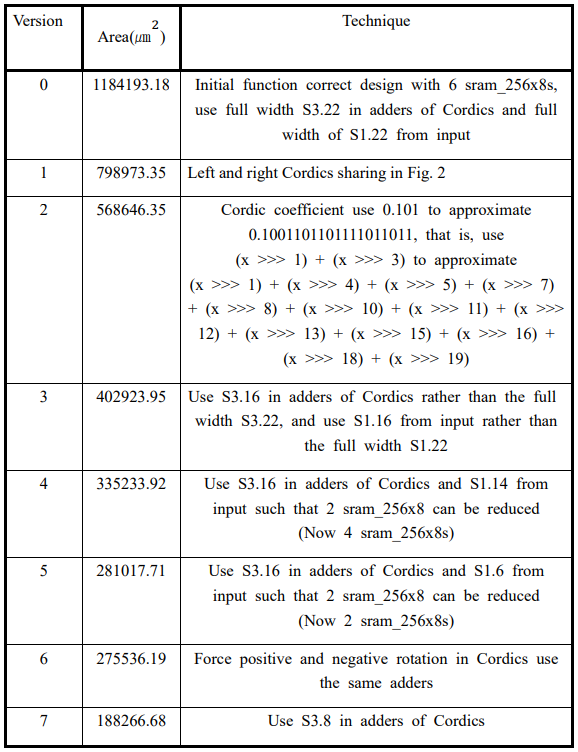 Version Area(μm²) Technique
0 1184193.18 Initial function correct design with 6 sram_256x8s,
use full width S3.22 in adders of Cordics and full
width of S1.22 from input
1 798973.35 Left and right Cordics sharing in Fig. 2
2 568646.35 Cordic coefficient use 0.101 to approximate
0.1001101101111011011, that is, use
(x >>> 1) + (x >>> 3) to approximate
(x >>> 1) + (x >>> 4) + (x >>> 5) + (x >>> 7)
+ (x >>> 8) + (x >>> 10) + (x >>> 11) + (x >>>
12) + (x >>> 13) + (x >>> 15) + (x >>> 16) +
(x >>> 18) + (x >>> 19)
3 402923.95 Use S3.16 in adders of Cordics rather than the full
width S3.22, and use S1.16 from input rather than
the full width S1.22
4 335233.92 Use S3.16 in adders of Cordics and S1.14 from
input such that 2 sram_256x8 can be reduced
(Now 4 sram_256x8s)
5 281017.71 Use S3.16 in adders of Cordics and S1.6 from
input such that 2 sram_256x8 can be reduced
(Now 2 sram_256x8s)
6 275536.19 Force positive and negative rotation in Cordics use
the same adders
7 188266.68 Use S3.8 in adders of Cordics